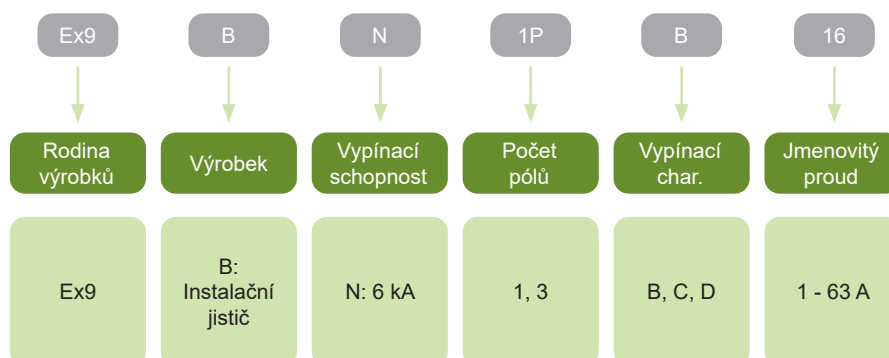 Ex9
B
N
1P
B
16
Rodina
výrobků
Výrobek
Vypínací
schopnost
Počet
pólů
Vypínací
char.
Jmenovitý
proud
Ex9
B:
Instalační
jistič
N: 6 kA
1, 3
B, C, D
1 - 63 A